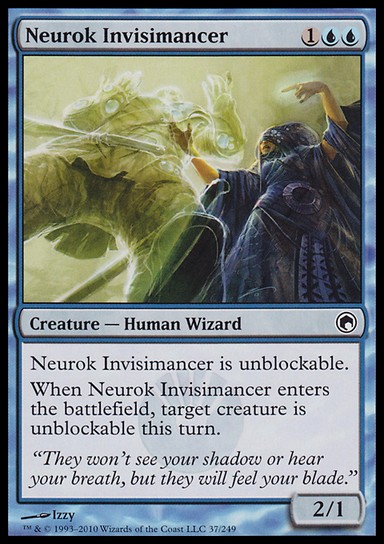 Neurok Invisimancer 1
Creature — Human Wizard
Neurok Invisimancer is unblockable.
When Neurok Invisimancer enters
the battlefield, target creature is
unblockable this turn.
“They won’t see your shadow or hear
your breath, but they will feel your blade.”
2/1
Izzy
™ & © 1993–2010 Wizards of the Coast LLC 37/249